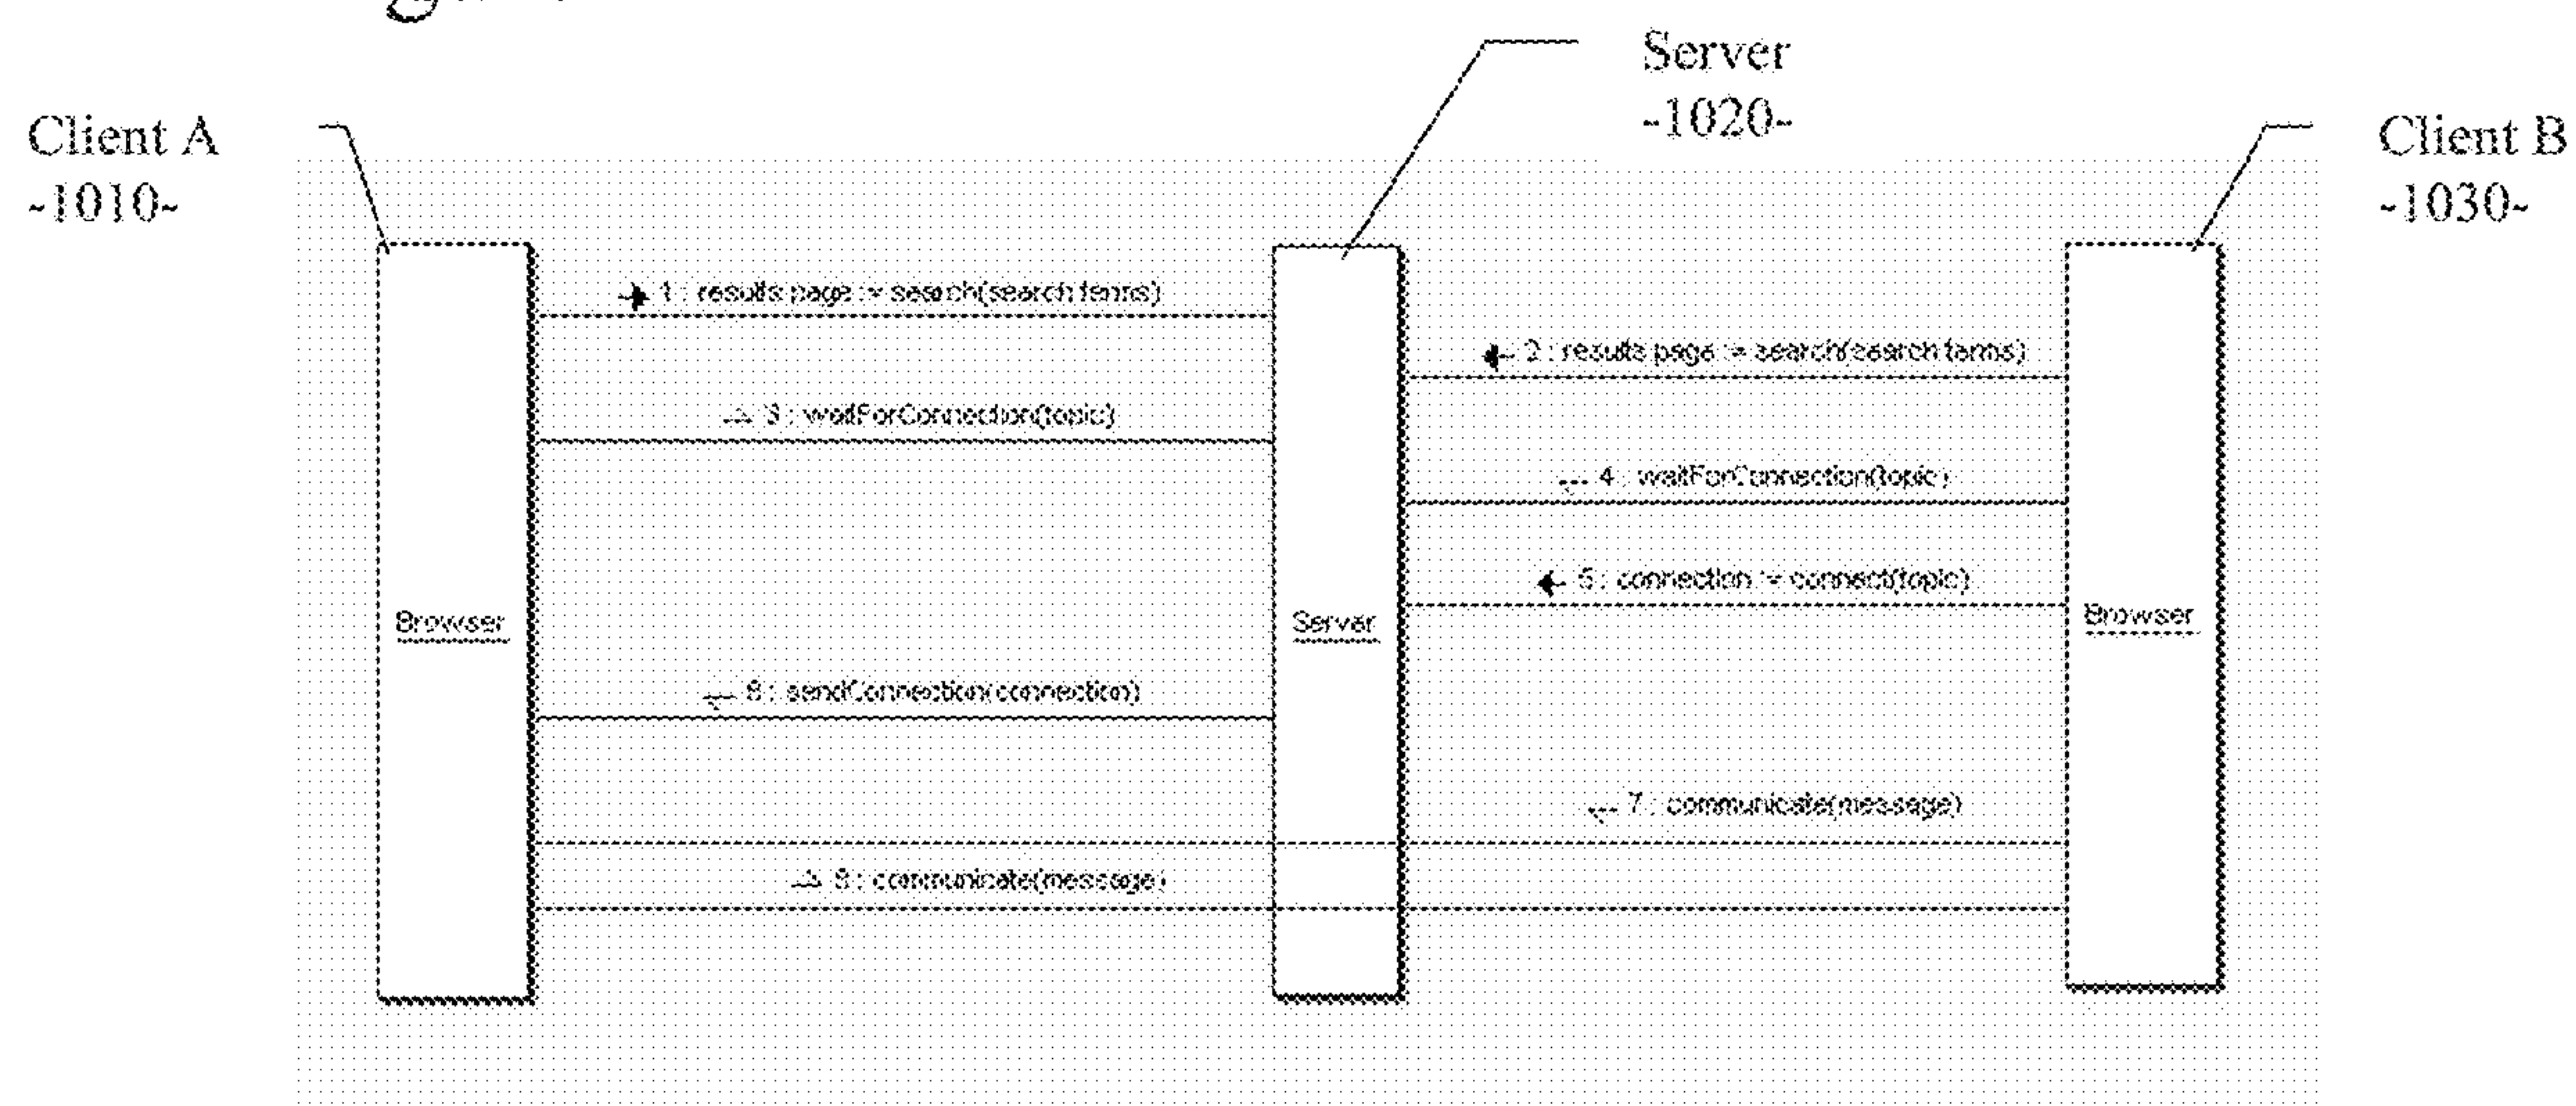 Server
-1020-
Client A
-1010-
Client B
-1030-
1 : results page := search(search terms)
2 : results page := search(search terms)
3 : waitForConnection(topic)
4 : waitForConnection(topic)
5 : connection := connect(topic)
Browser
Server
Browser
6 : sendConnection(connection)
7 : communicate(message)
8 : communicate(message)